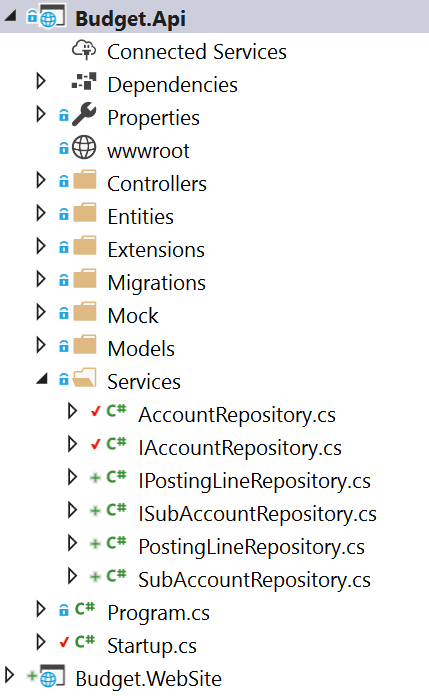 Budget.Api
Connected Services
Dependencies
Properties
wwwroot
Controllers
Entities
Extensions
Migrations
Mock
Models
Services
C# AccountRepository.cs
C# IAccountRepository.cs
C# IPostingLineRepository.cs
C# ISubAccountRepository.cs
C# PostingLineRepository.cs
C# SubAccountRepository.cs
C# Program.cs
C# Startup.cs
Budget.WebSite